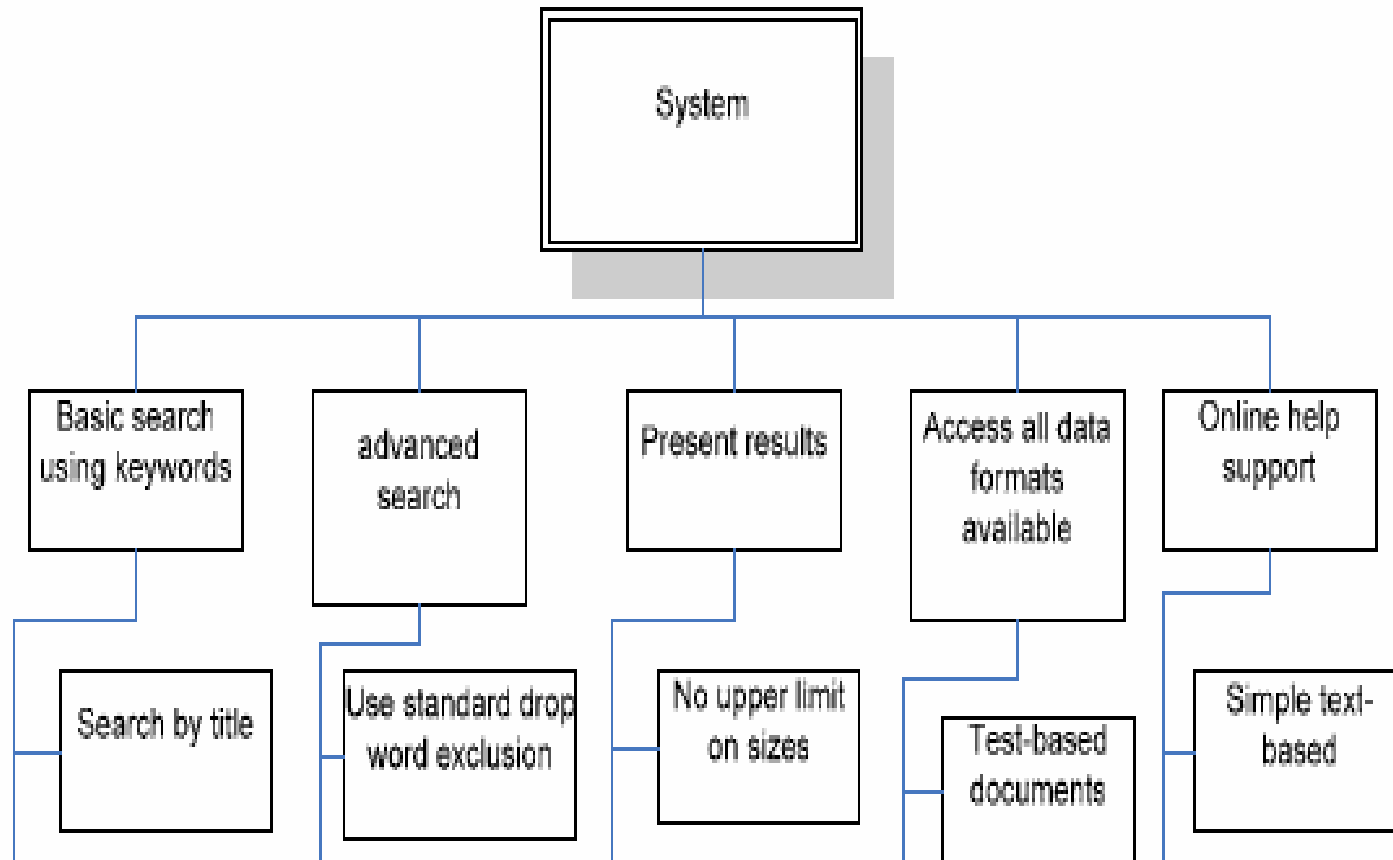 System
Basic search
using keywords
advanced
search
Present results
Access all data
formats
available
Online help
support
Search by title
Use standard drop
word exclusion
No upper limit
on sizes
Test-based
documents
Simple text-
based